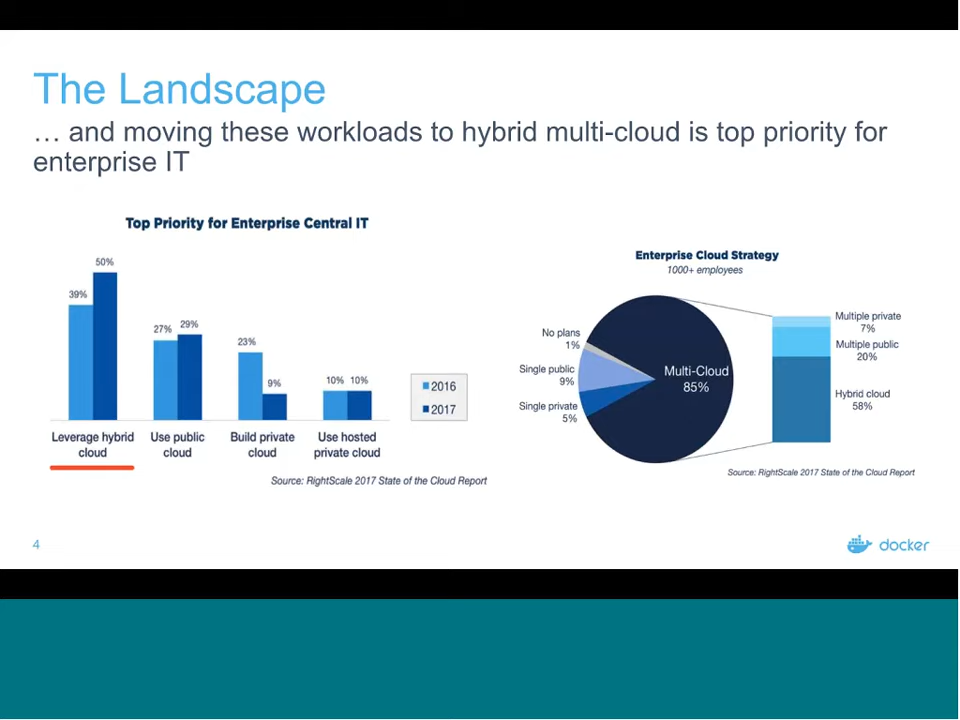 The Landscape
… and moving these workloads to hybrid multi-cloud is top priority for
enterprise IT
Top Priority for Enterprise Central IT
39%
50%
27%
29%
23%
9%
10%
10%
2016
2017
Leverage hybrid
cloud
Use public
cloud
Build private
cloud
Use hosted
private cloud
Source: RightScale 2017 State of the Cloud Report
Enterprise Cloud Strategy
1000+ employees
No plans
1%
Single public
9%
Single private
5%
Multi-Cloud
85%
Multiple private
7%
Multiple public
20%
Hybrid cloud
58%
Source: RightScale 2017 State of the Cloud Report
4
docker